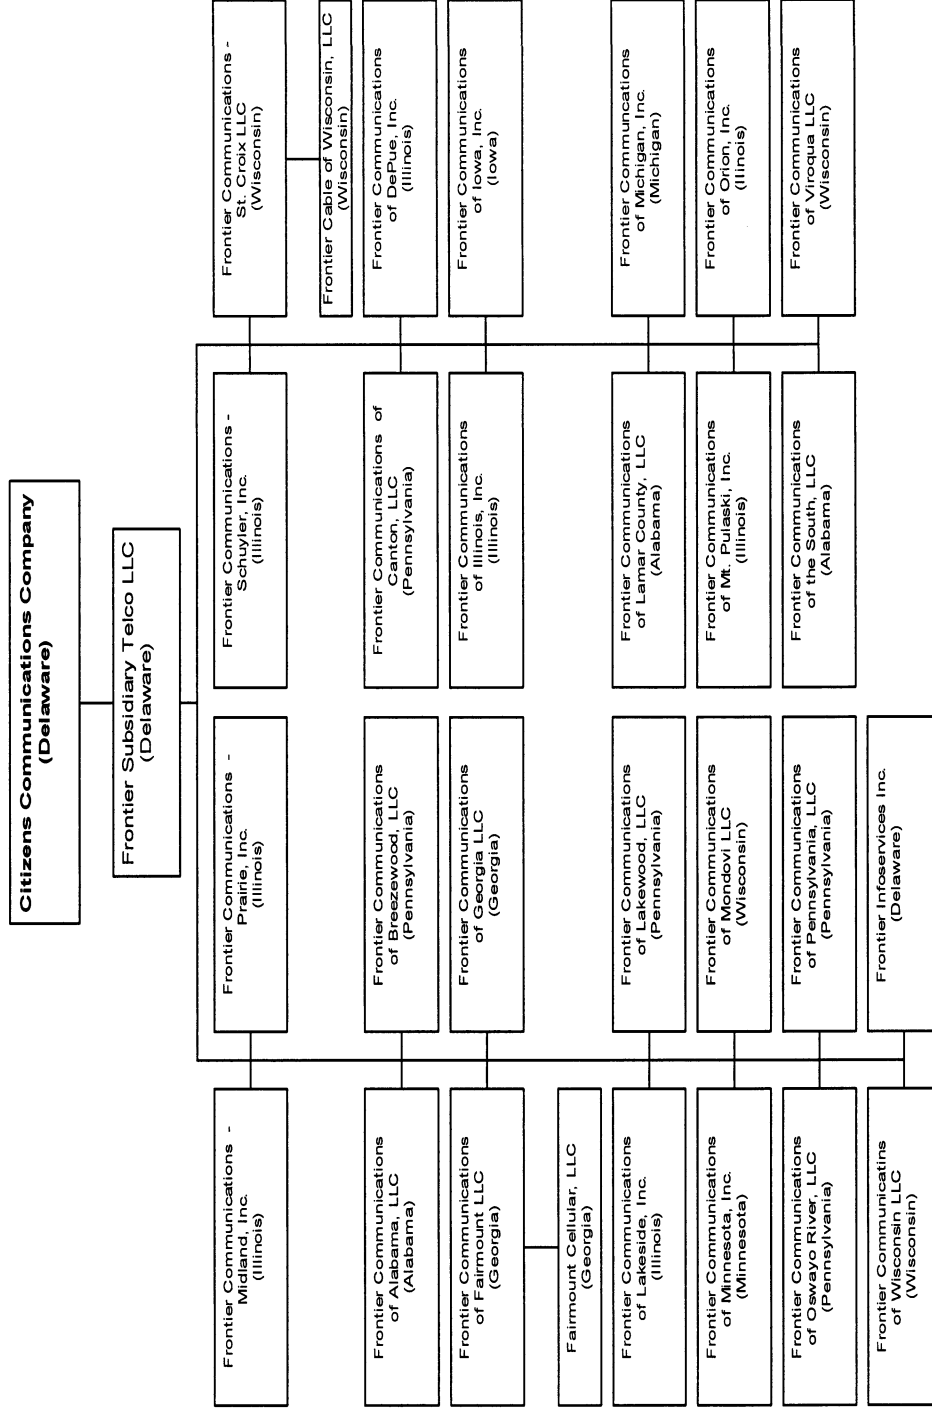 Citizens Communications Company
(Delaware)
Frontier Subsidiary Telco LLC
(Delaware)
Frontier Communications -
Midland, Inc.
(Illinois)
Frontier Communications -
Prairie, Inc.
(Illinois)
Frontier Communications -
Schuyler, Inc.
(Illinois)
Frontier Communications -
St. Croix LLC
(Wisconsin)
Frontier Cable of Wisconsin, LLC
(Wisconsin)
Frontier Communications
of Alabama, LLC
(Alabama)
Frontier Communications
of Breezewood, LLC
(Pennsylvania)
Frontier Communications of
Canton, LLC
(Pennsylvania)
Frontier Communications
of DePue, Inc.
(Illinois)
Frontier Communications
of Fairmount LLC
(Georgia)
Frontier Communications
of Georgia LLC
(Georgia)
Frontier Communications
of Illinois, Inc.
(Illinois)
Frontier Communications
of Iowa, Inc.
(Iowa)
Fairmount Cellular, LLC
(Georgia)
Frontier Communications
of Lakeside, Inc.
(Illinois)
Frontier Communications
of Lakewood, LLC
(Pennsylvania)
Frontier Communications
of Lamar County, LLC
(Alabama)
Frontier Communications
of Michigan, Inc.
(Michigan)
Frontier Communications
of Minnesota, Inc.
(Minnesota)
Frontier Communications
of Mondovi LLC
(Wisconsin)
Frontier Communications
of Mt. Pulaski, Inc.
(Illinois)
Frontier Communications
of Orion, Inc.
(Illinois)
Frontier Communications
of Oswayo River, LLC
(Pennsylvania)
Frontier Communications
of Pennsylvania, LLC
(Pennsylvania)
Frontier Communications
of the South, LLC
(Alabama)
Frontier Communications
of Viroqua LLC
(Wisconsin)
Frontier Communicatins
of Wisconsin LLC
(Wisconsin)
Frontier Infoservices Inc.
(Delaware)